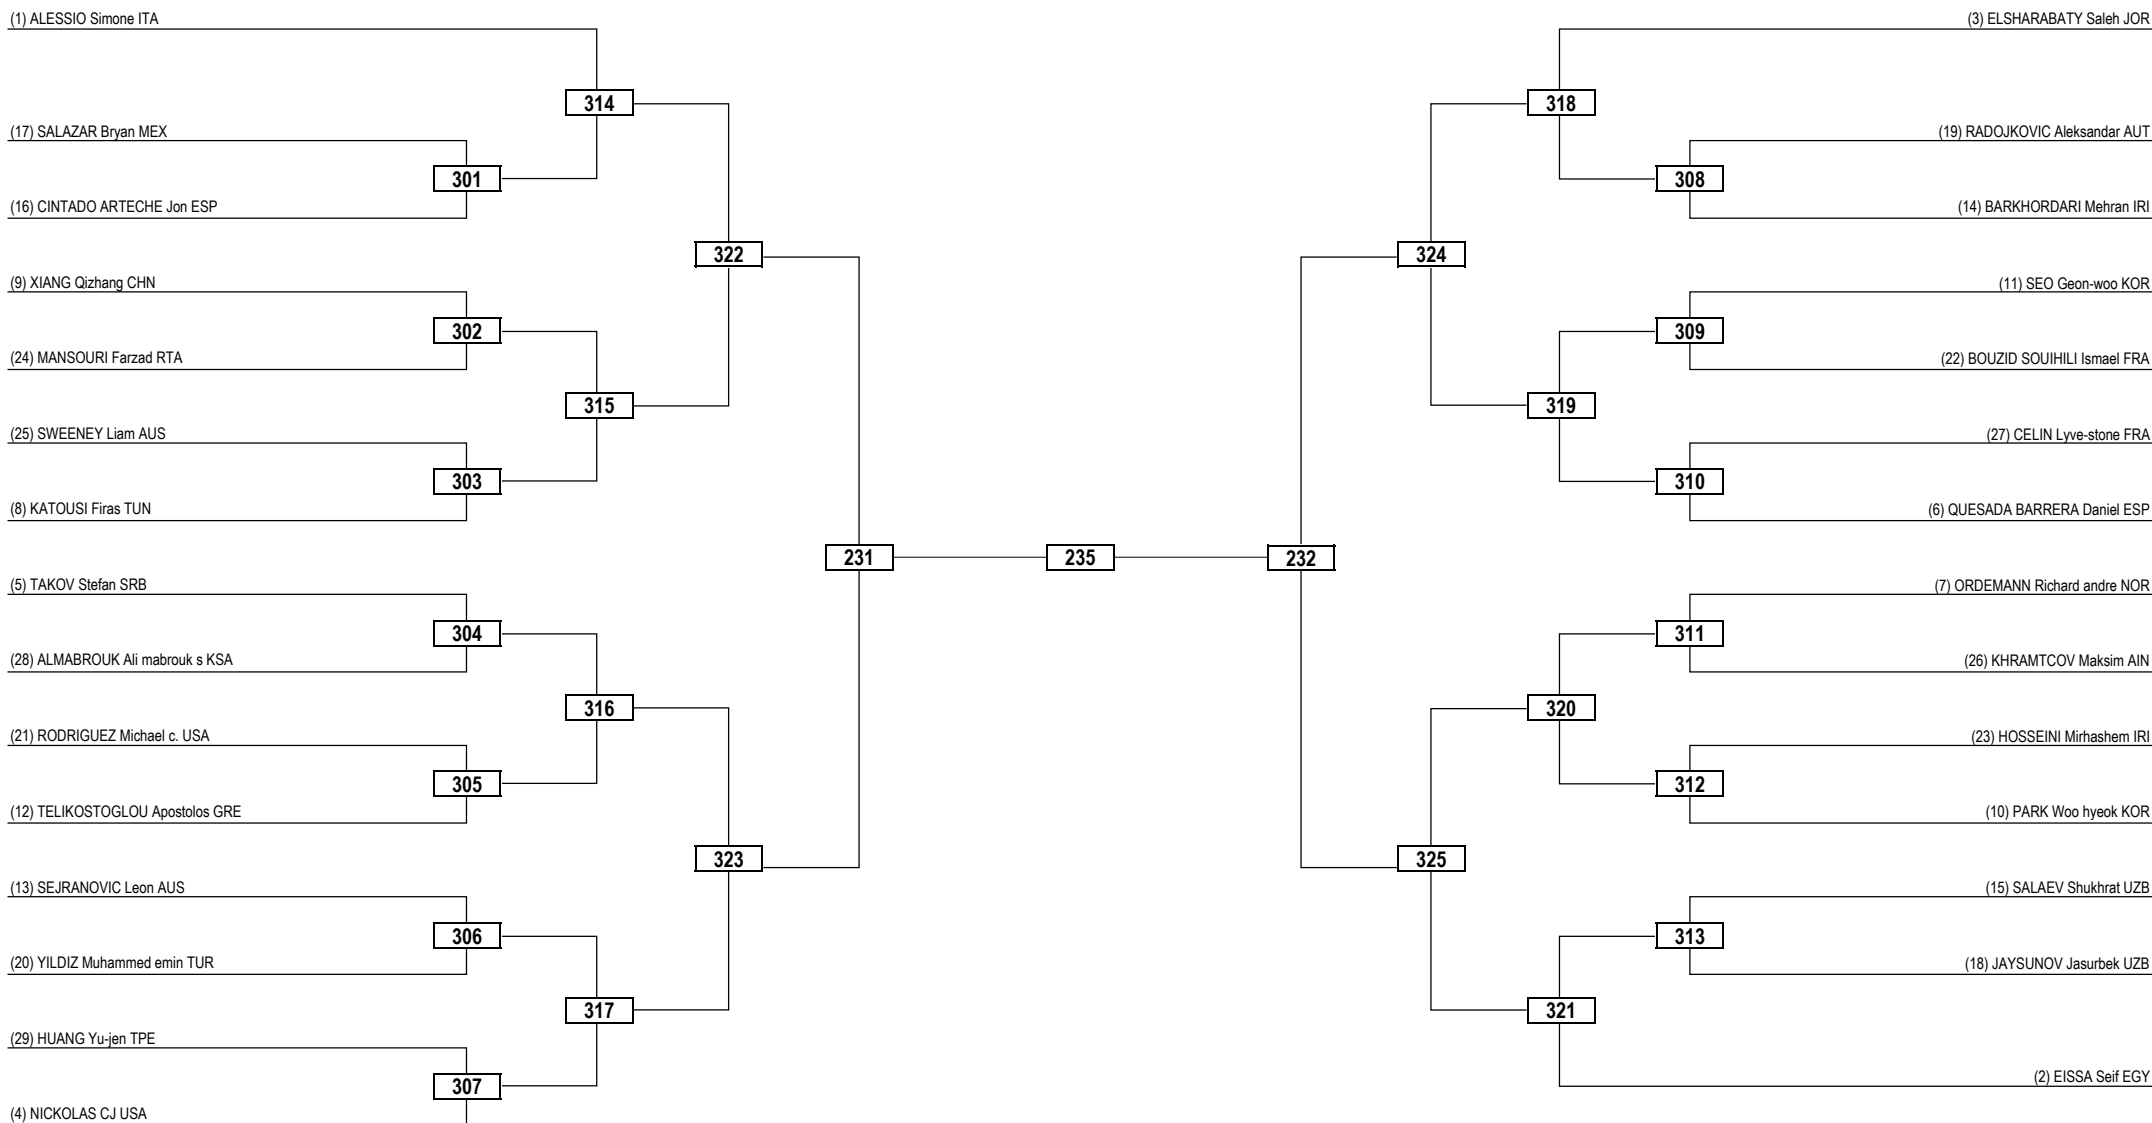 (1) ALESSIO Simone ITA
(17) SALAZAR Bryan MEX
(16) CINTADO ARTECHE Jon ESP
(9) XIANG Qizhang CHN
(24) MANSOURI Farzad RTA
(25) SWEENEY Liam AUS
(8) KATOUSI Firas TUN
(5) TAKOV Stefan SRB
(28) ALMABROUK Ali mabrouk s KSA
(21) RODRIGUEZ Michael c. USA
(12) TELIKOSTOGLOU Apostolos GRE
(13) SEJRANOVIC Leon AUS
(20) YILDIZ Muhammed emin TUR
(29) HUANG Yu-jen TPE
(4) NICKOLAS CJ USA
301
302
303
304
305
306
307
314
315
316
317
322
323
231
235
232
324
325
318
319
320
321
308
309
310
311
312
313
(3) ELSHARABATY Saleh JOR
(19) RADOJKOVIC Aleksandar AUT
(14) BARKHORDARI Mehran IRI
(11) SEO Geon-woo KOR
(22) BOUZID SOUIHILI Ismael FRA
(27) CELIN Lyve-stone FRA
(6) QUESADA BARRERA Daniel ESP
(7) ORDEMANN Richard andre NOR
(26) KHRAMTCOV Maksim AIN
(23) HOSSEINI Mirhashem IRI
(10) PARK Woo hyeok KOR
(15) SALAEV Shukhrat UZB
(18) JAYSUNOV Jasurbek UZB
(2) EISSA Seif EGY